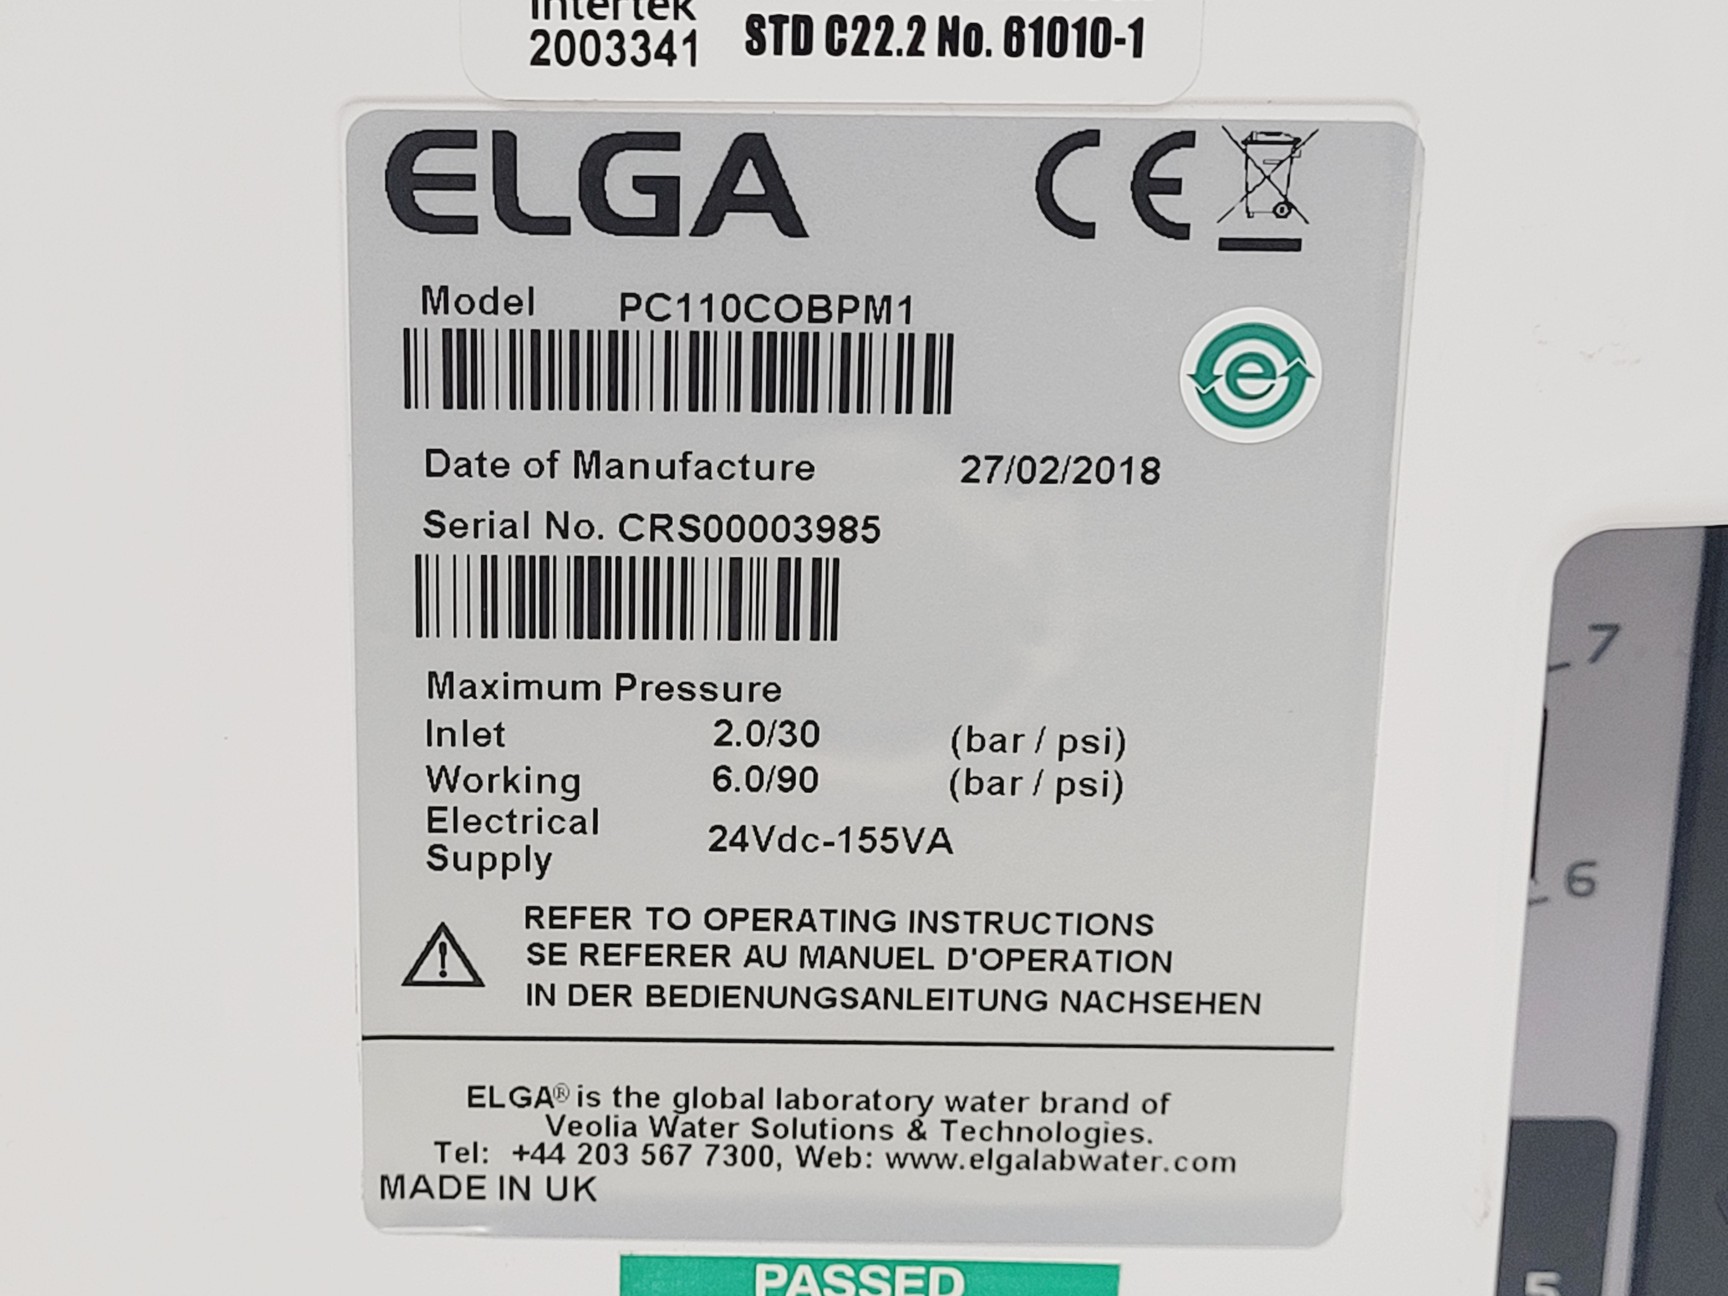 Intertek
2003341 STD C22.2 No. 61010-1
ELGA CE
Model PC110COBPM1
e
Date of Manufacture 27/02/2018
Serial No. CRS00003985
Maximum Pressure
Inlet 2.0/30 (bar / psi)
Working 6.0/90 (bar / psi)
Electrical
Supply 24Vdc-155VA
REFER TO OPERATING INSTRUCTIONS
SE REFERER AU MANUEL D'OPERATION
IN DER BEDIENUNGSANLEITUNG NACHSEHEN
ELGA® is the global laboratory water brand of
Veolia Water Solutions & Technologies.
Tel: +44 203 567 7300, Web: www.elgalabwater.com
MADE IN UK
PASSED
7
6
5